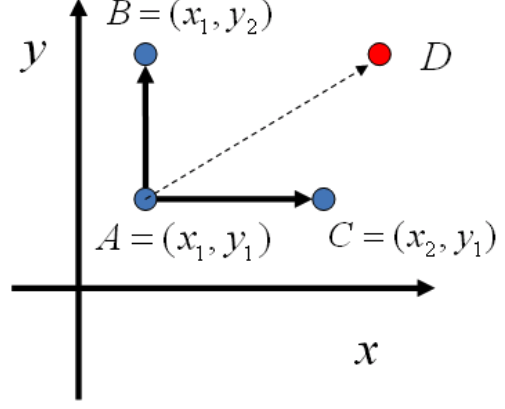 B = (x₁, y₂)
y
D
A = (x₁, y₁)
C = (x₂, y₁)
x